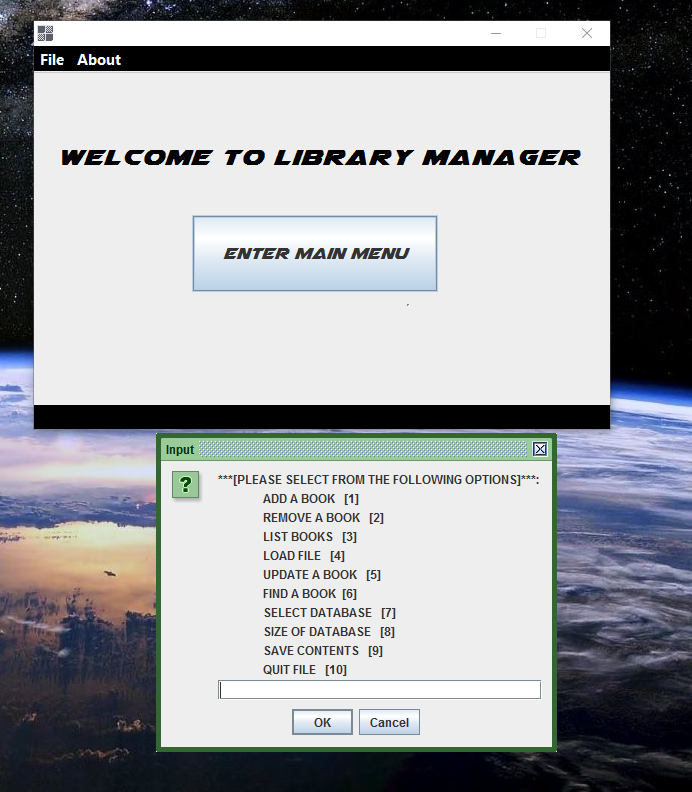 File About
WELCOME TO LIBRARY MANAGER
ENTER MAIN MENU
Input
***[PLEASE SELECT FROM THE FOLLOWING OPTIONS]***:
ADD A BOOK [1]
REMOVE A BOOK [2]
LIST BOOKS [3]
LOAD FILE [4]
UPDATE A BOOK [5]
FIND A BOOK [6]
SELECT DATABASE [7]
SIZE OF DATABASE [8]
SAVE CONTENTS [9]
QUIT FILE [10]
OK Cancel